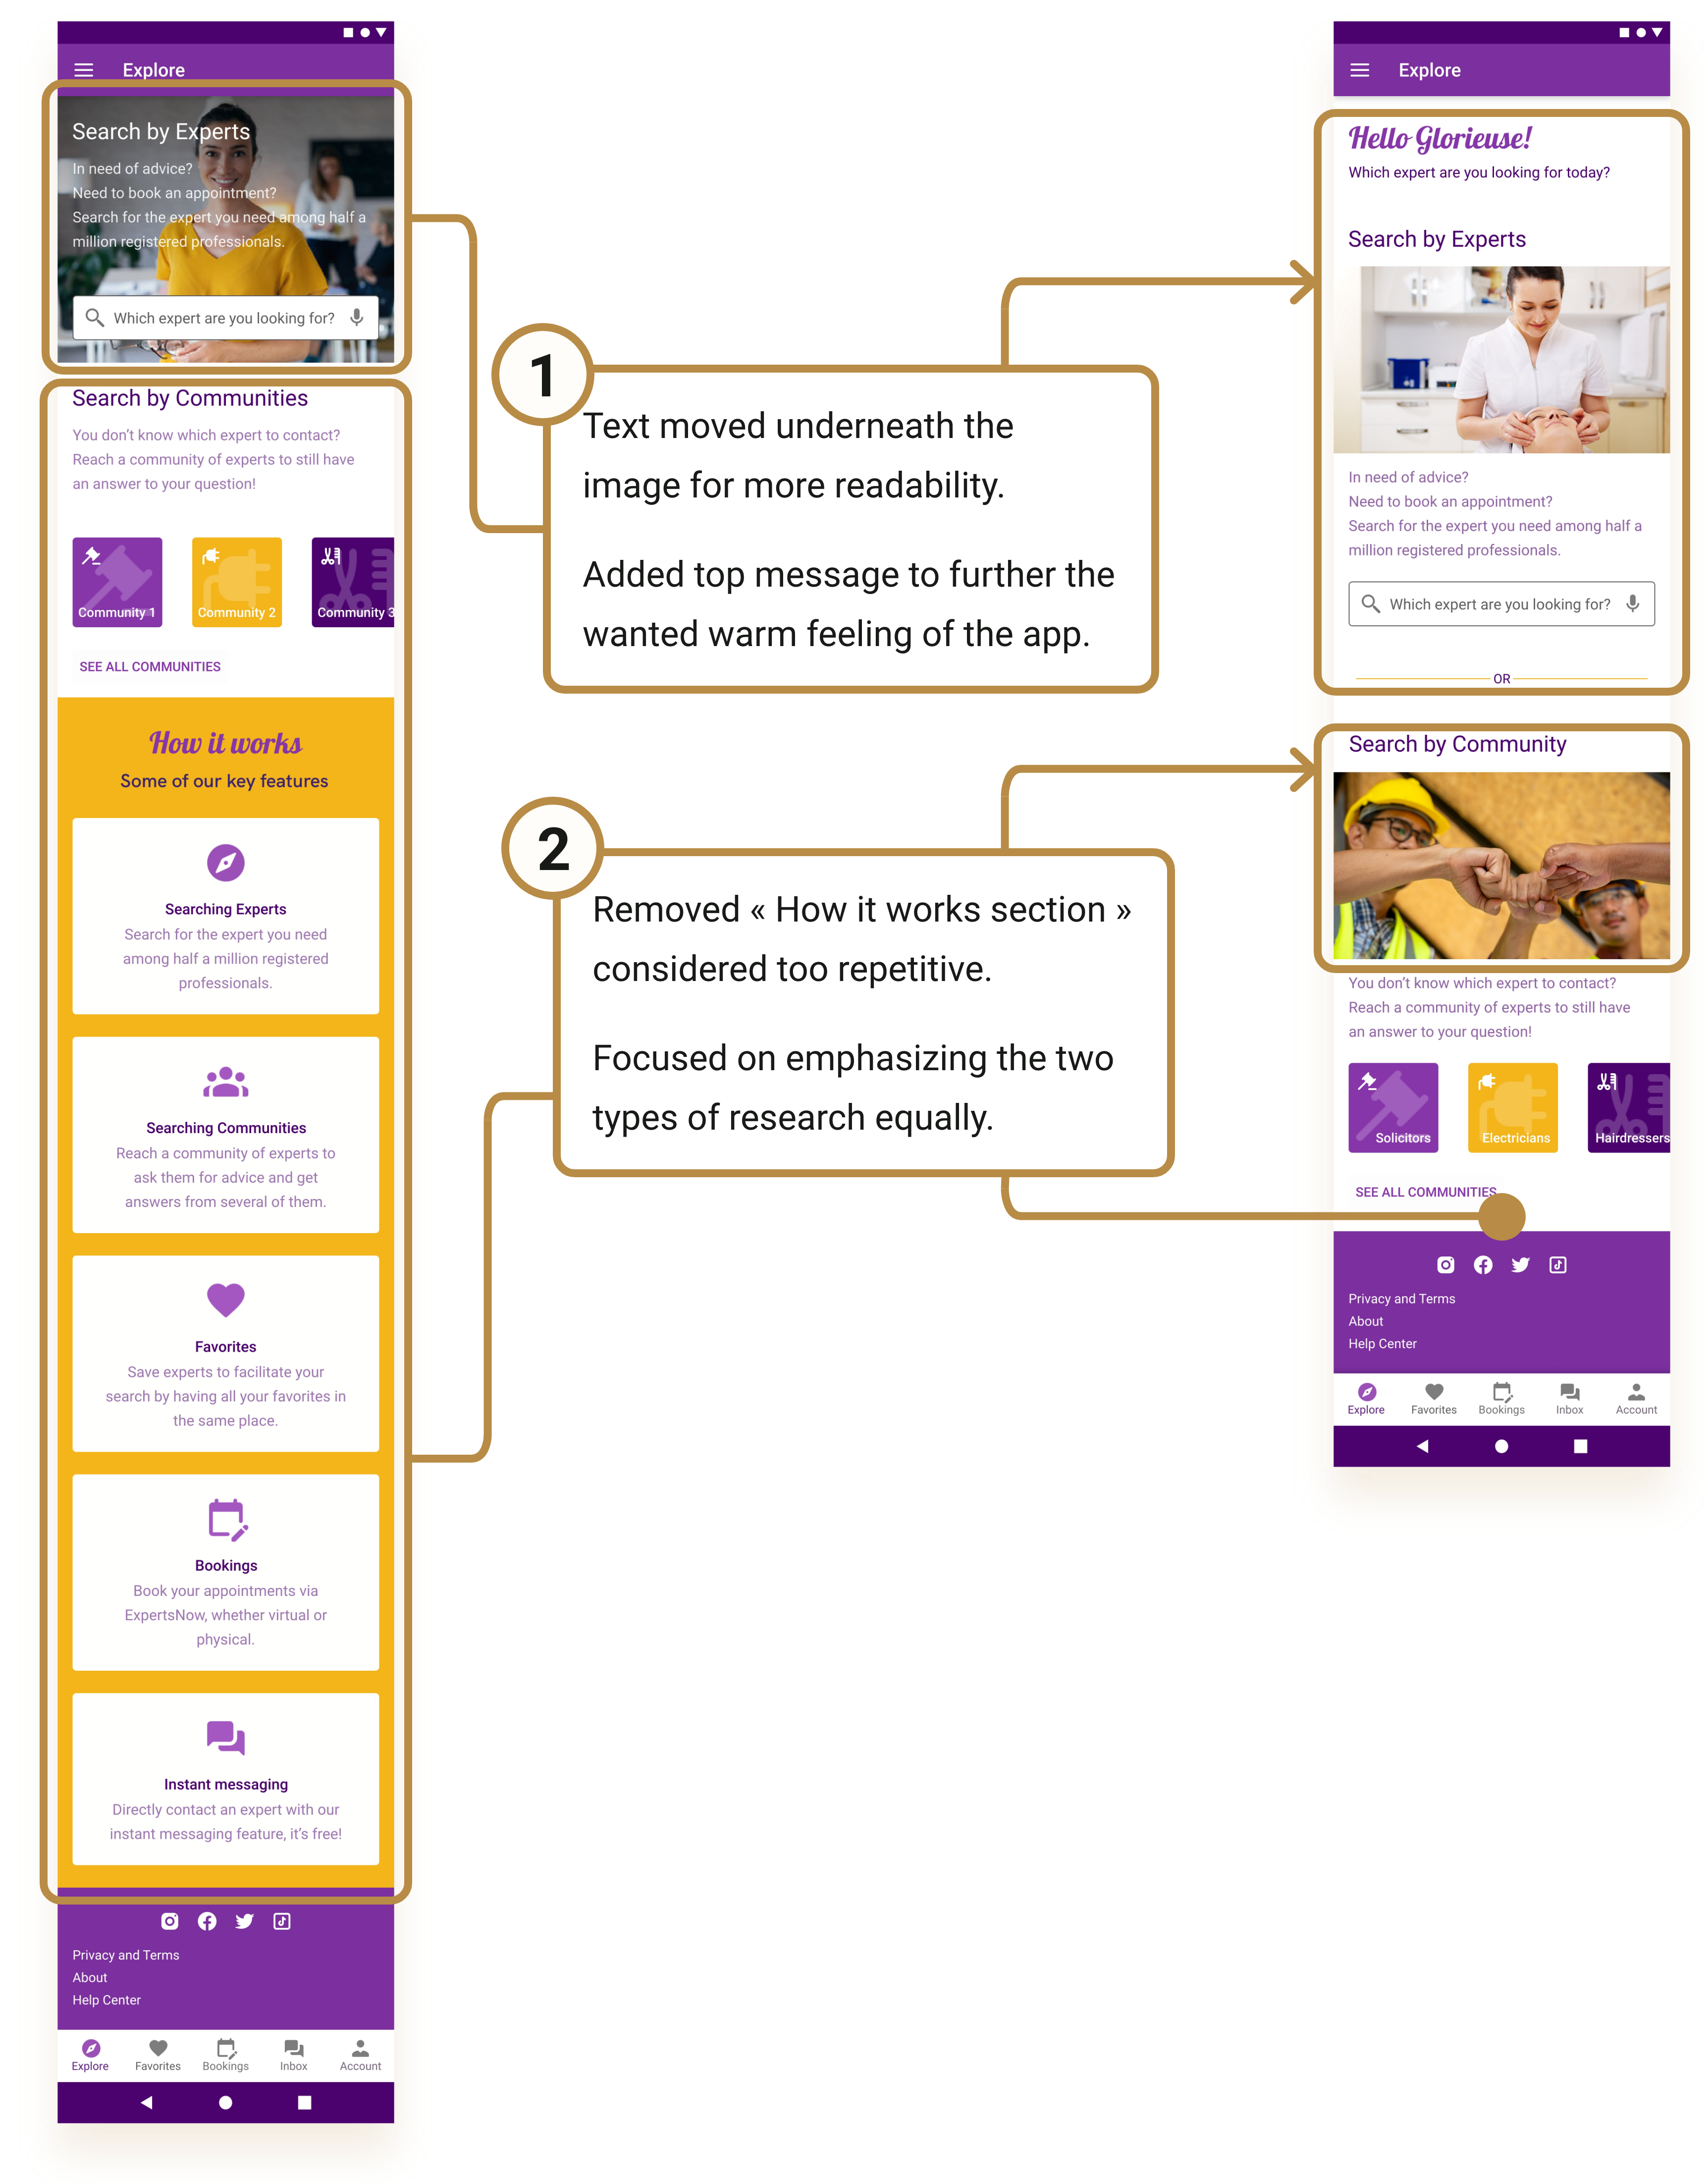 Explore
Search by Experts
In need of advice?
Need to book an appointment?
Search for the expert you need among half a
million registered professionals.
Which expert are you looking for?
Search by Communities
You don't know which expert to contact?
Reach a community of experts to still have
an answer to your question!
Community 1
Community 2
Community 3
SEE ALL COMMUNITIES
How it works
Some of our key features
Searching Experts
Search for the expert you need
among half a million registered
professionals.
Searching Communities
Reach a community of experts to
ask them for advice and get
answers from several of them.
Favorites
Save experts to facilitate your
search by having all your favorites in
the same place.
Bookings
Book your appointments via
ExpertsNow, whether virtual or
physical.
Instant messaging
Directly contact an expert with our
instant messaging feature, it's free!
Privacy and Terms
About
Help Center
Explore
Favorites
Bookings
Inbox
Account
1
Text moved underneath the
image for more readability.
Added top message to further the
wanted warm feeling of the app.
2
Removed « How it works section »
considered too repetitive.
Focused on emphasizing the two
types of research equally.
Explore
Hello Glorieuse!
Which expert are you looking for today?
Search by Experts
In need of advice?
Need to book an appointment?
Search for the expert you need among half a
million registered professionals.
Which expert are you looking for?
OR
Search by Community
You don't know which expert to contact?
Reach a community of experts to still have
an answer to your question!
Solicitors
Electricians
Hairdressers
SEE ALL COMMUNITIES
Privacy and Terms
About
Help Center
Explore
Favorites
Bookings
Inbox
Account